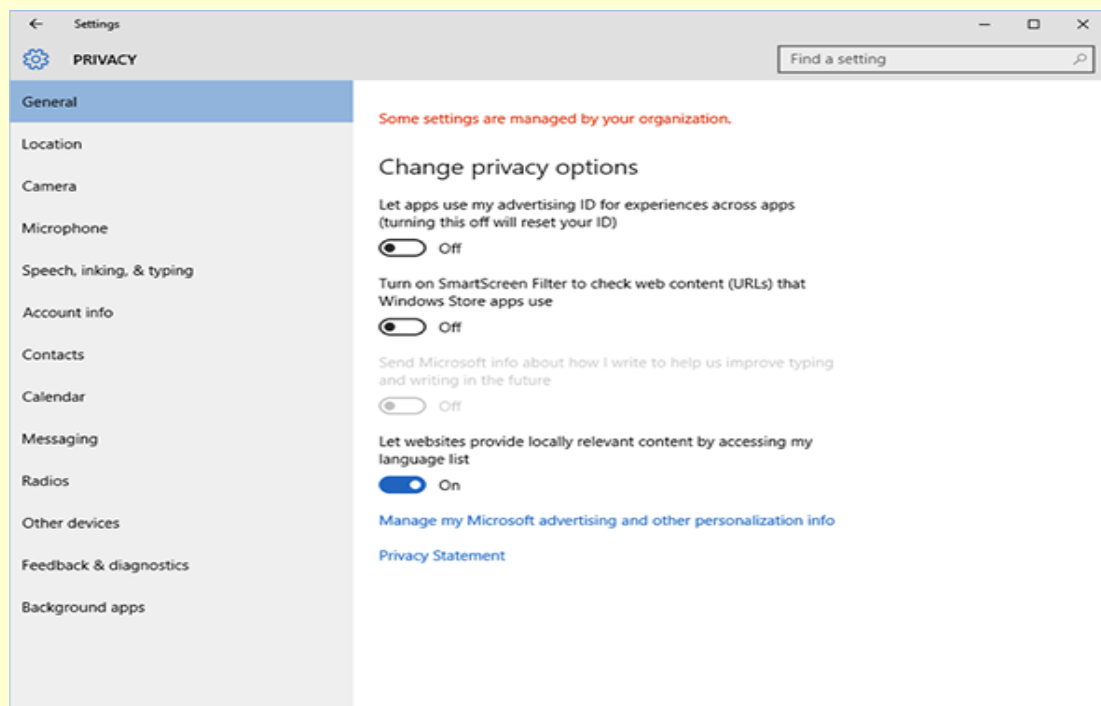 Settings
PRIVACY
Find a setting
General
Location
Camera
Microphone
Speech, inking, & typing
Account info
Contacts
Calendar
Messaging
Radios
Other devices
Feedback & diagnostics
Background apps
Some settings are managed by your organization.
Change privacy options
Let apps use my advertising ID for experiences across apps
(turning this off will reset your ID)
Off
Turn on SmartScreen Filter to check web content (URLs) that
Windows Store apps use
Off
Send Microsoft info about how I write to help us improve typing
and writing in the future
Off
Let websites provide locally relevant content by accessing my
language list
On
Manage my Microsoft advertising and other personalization info
Privacy Statement